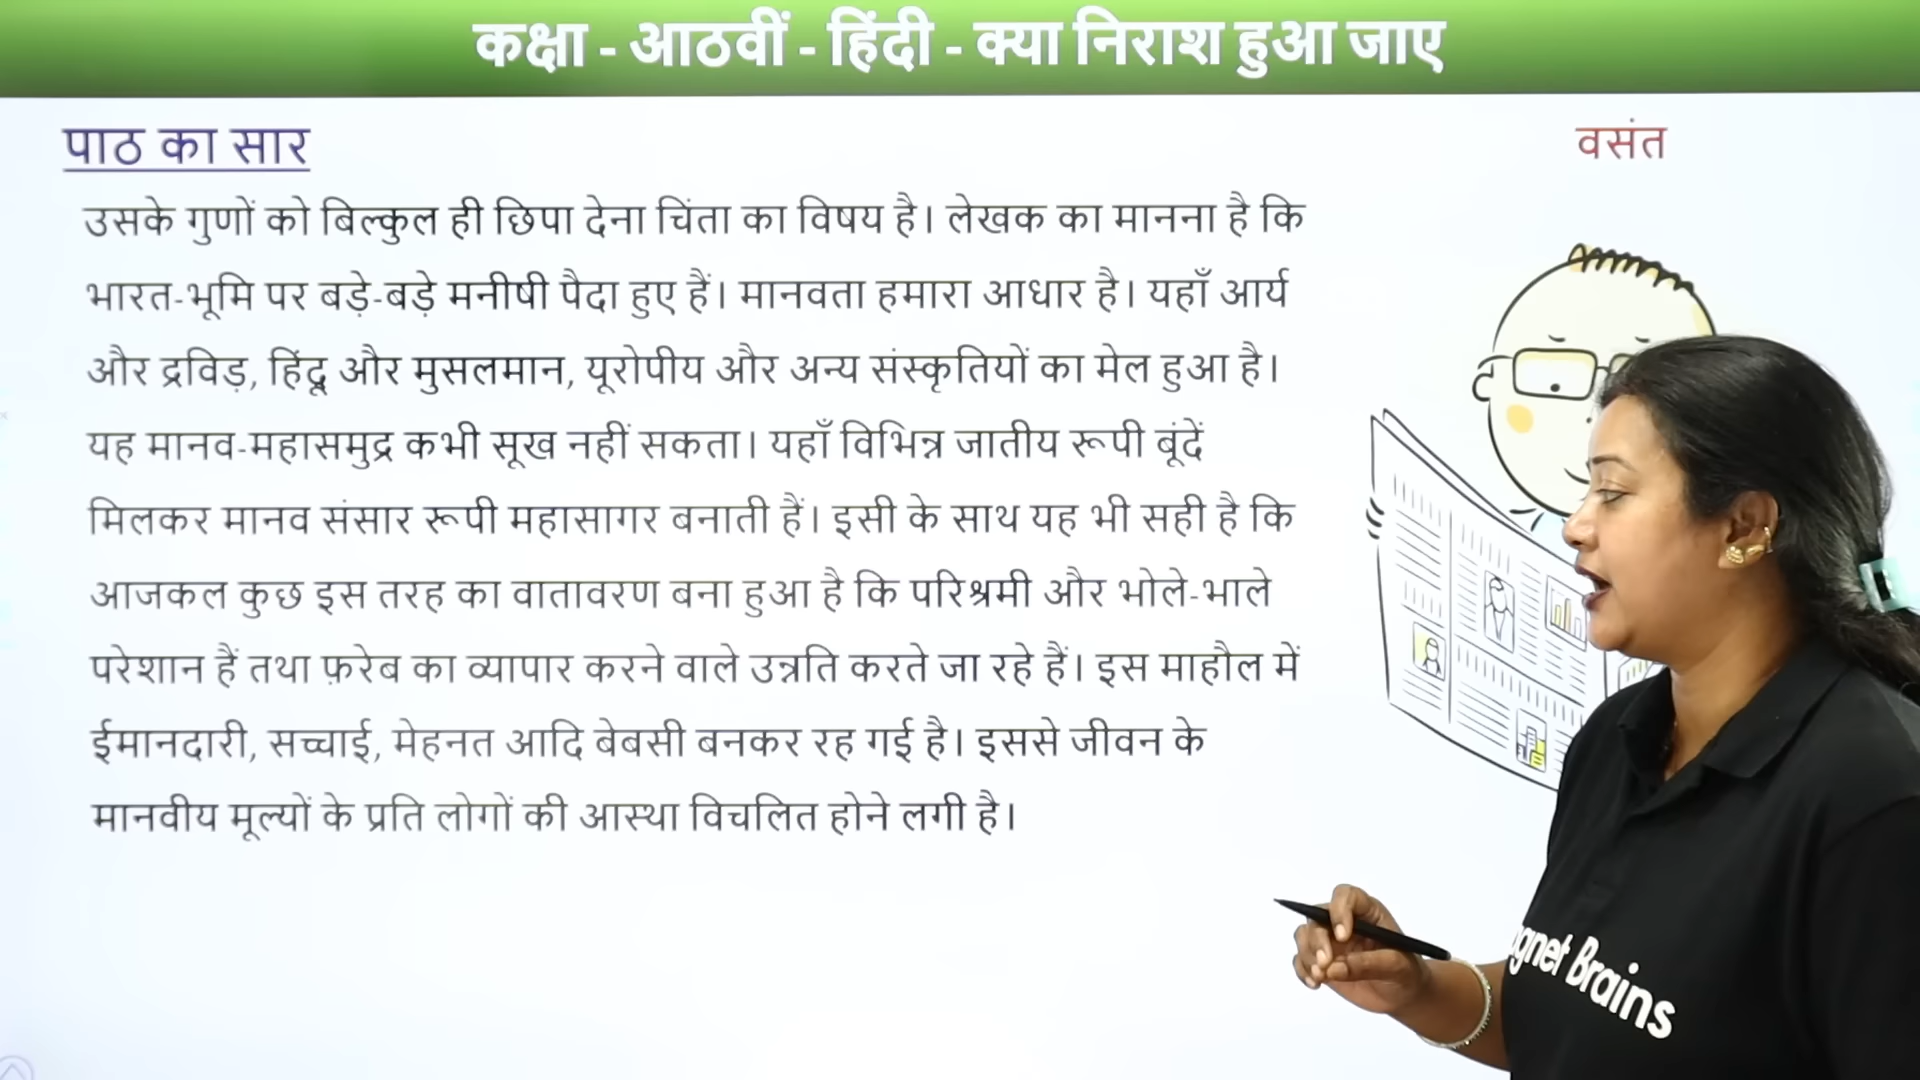 कक्षा - आठवीं - हिंदी - क्या निराश हुआ जाए
पाठ का सार
वसंत
उसके गुणों को बिल्कुल ही छिपा देना चिंता का विषय है। लेखक का मानना है कि
भारत-भूमि पर बड़े-बड़े मनीषी पैदा हुए हैं। मानवता हमारा आधार है। यहाँ आर्य
और द्रविड़, हिंदू और मुसलमान, यूरोपीय और अन्य संस्कृतियों का मेल हुआ है।
यह मानव-महासमुद्र कभी सूख नहीं सकता। यहाँ विभिन्न जातीय रूपी बूंदें
मिलकर मानव संसार रूपी महासागर बनाती हैं। इसी के साथ यह भी सही है कि
आजकल कुछ इस तरह का वातावरण बना हुआ है कि परिश्रमी और भोले-भाले
परेशान हैं तथा फ़रेब का व्यापार करने वाले उन्नति करते जा रहे हैं। इस माहौल में
ईमानदारी, सच्चाई, मेहनत आदि बेबसी बनकर रह गई है। इससे जीवन के
मानवीय मूल्यों के प्रति लोगों की आस्था विचलित होने लगी है।
gnet Brains